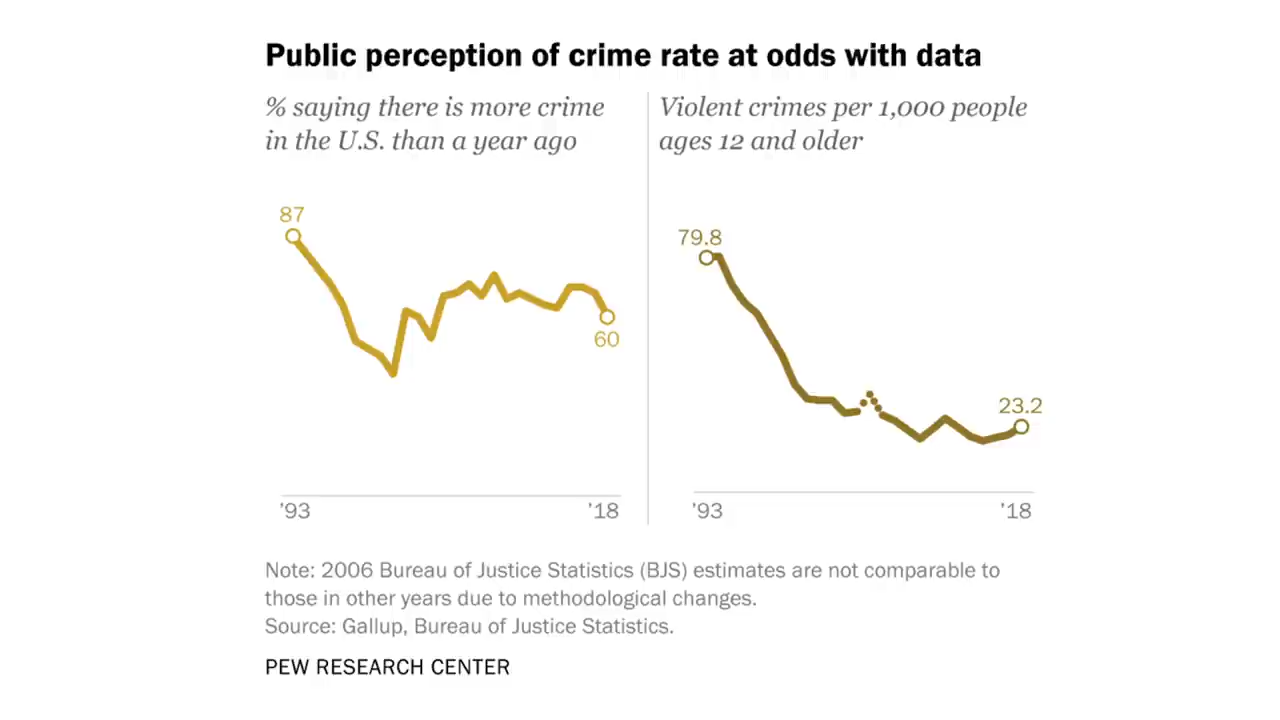 Public perception of crime rate at odds with data
% saying there is more crime
in the U.S. than a year ago
87
60
’93
’18
Violent crimes per 1,000 people
ages 12 and older
79.8
23.2
’93
’18
Note: 2006 Bureau of Justice Statistics (BJS) estimates are not comparable to
those in other years due to methodological changes.
Source: Gallup, Bureau of Justice Statistics.
PEW RESEARCH CENTER